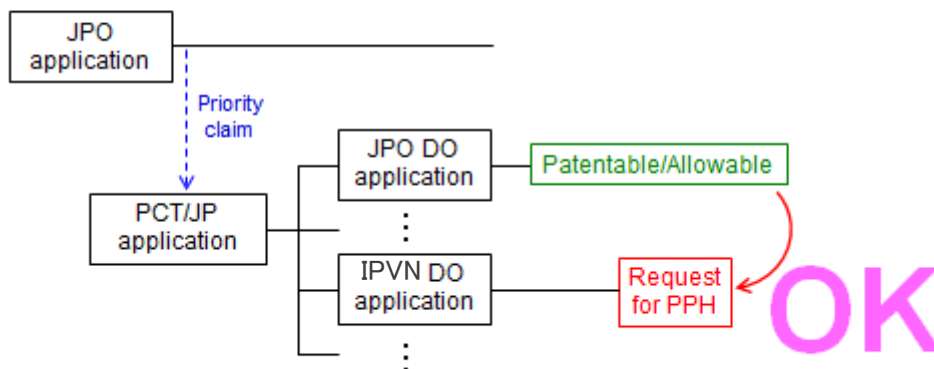 JPO
application
Priority
claim
JPO DO
application
Patentable/Allowable
PCT/JP
application
⋮
IPVN DO
application
Request
for PPH
OK
⋮